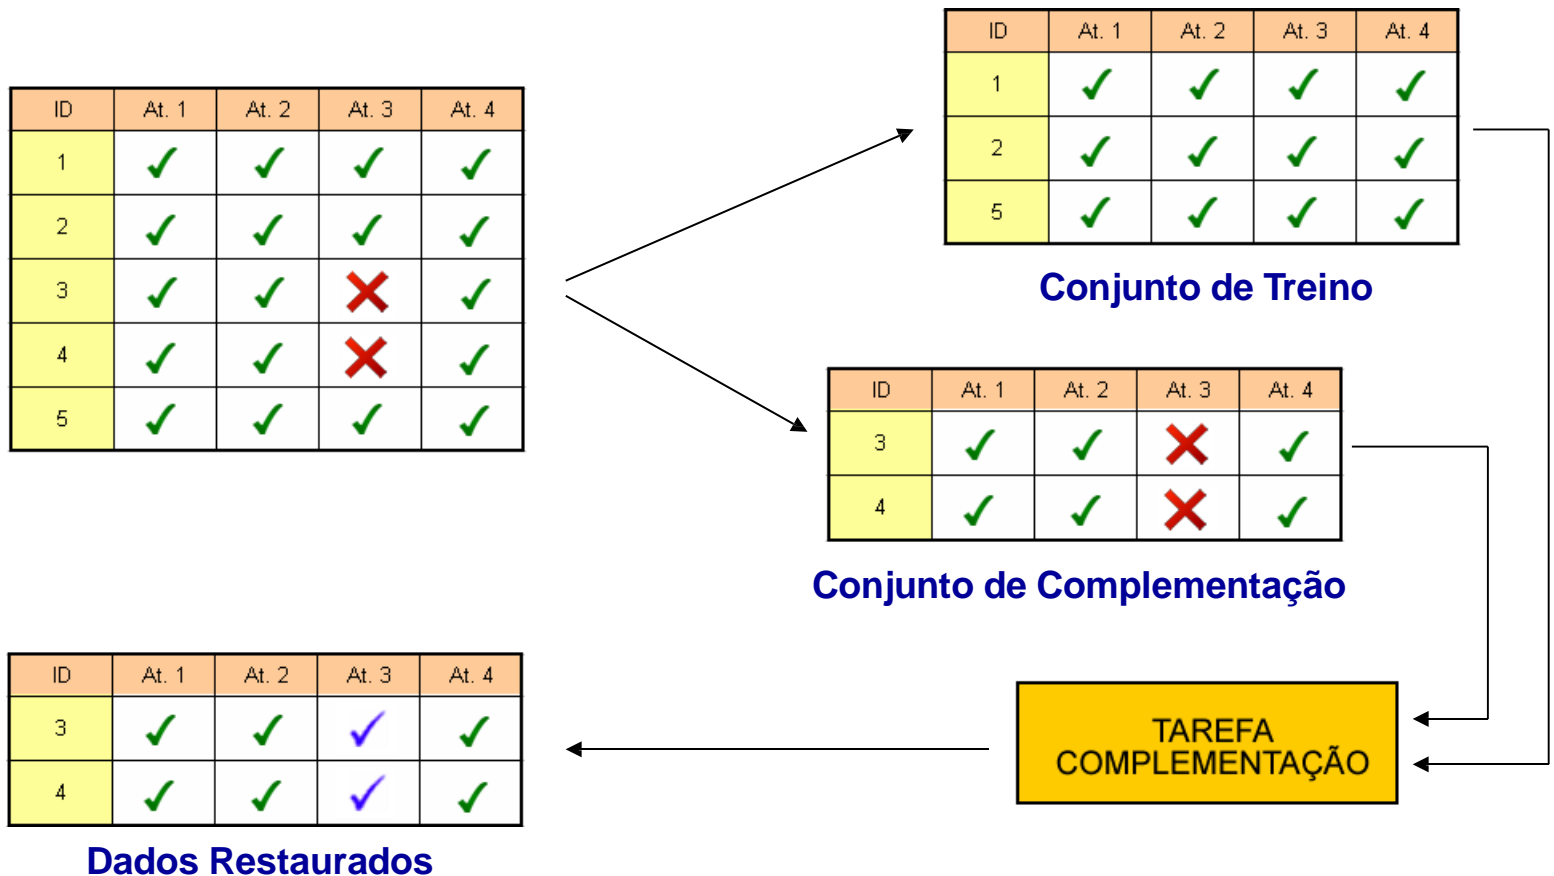 ID At. 1 At. 2 At. 3 At. 4
1
2
3
4
5
ID At. 1 At. 2 At. 3 At. 4
1
2
5
Conjunto de Treino
ID At. 1 At. 2 At. 3 At. 4
3
4
Conjunto de Complementação
TAREFA
COMPLEMENTAÇÃO
ID At. 1 At. 2 At. 3 At. 4
3
4
Dados Restaurados